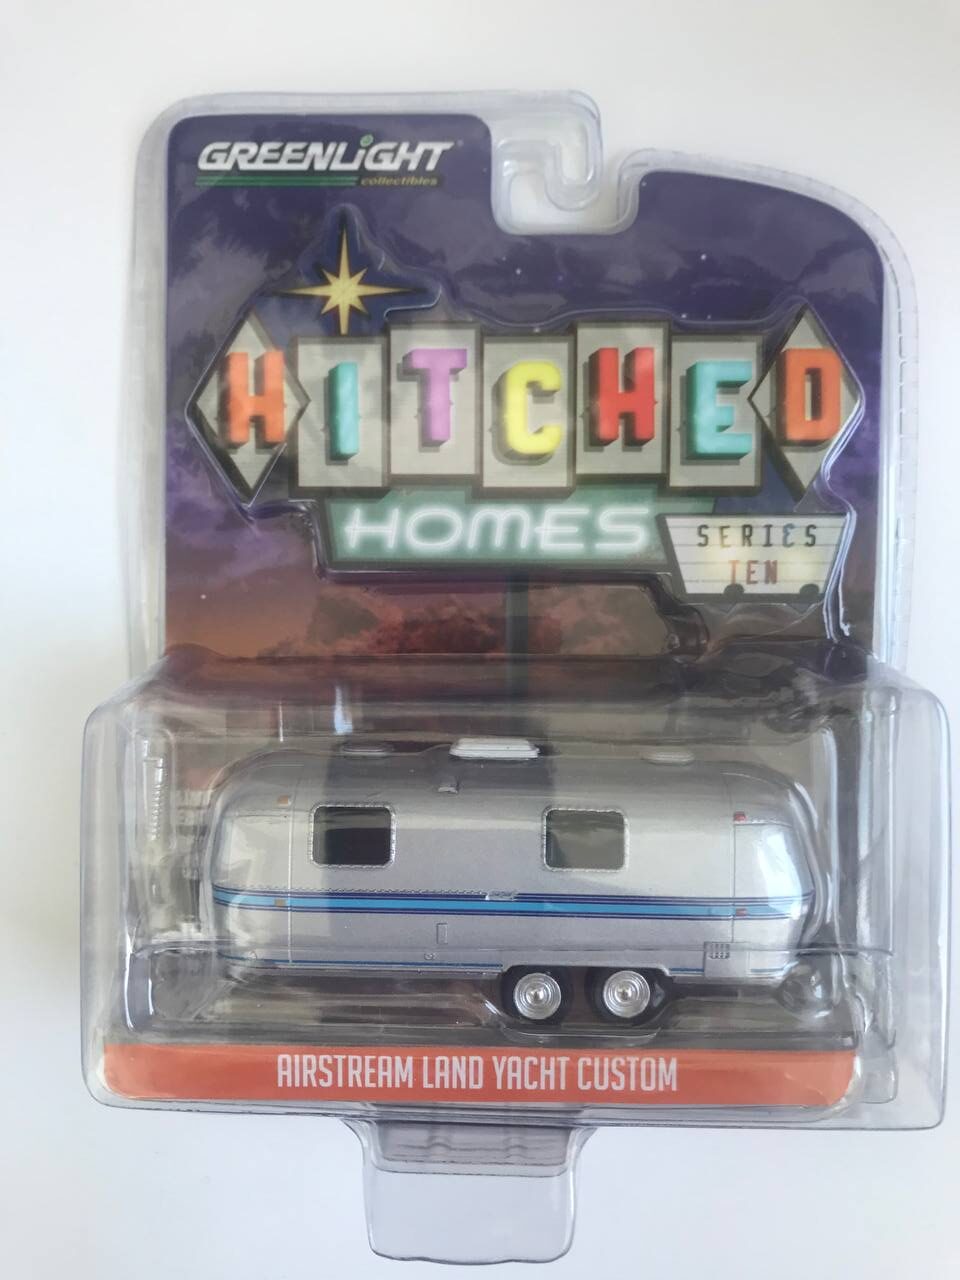 GREENLiGHT
collectibles
HITCHED
HOMES
SERIES
TEN
AIRSTREAM LAND YACHT CUSTOM